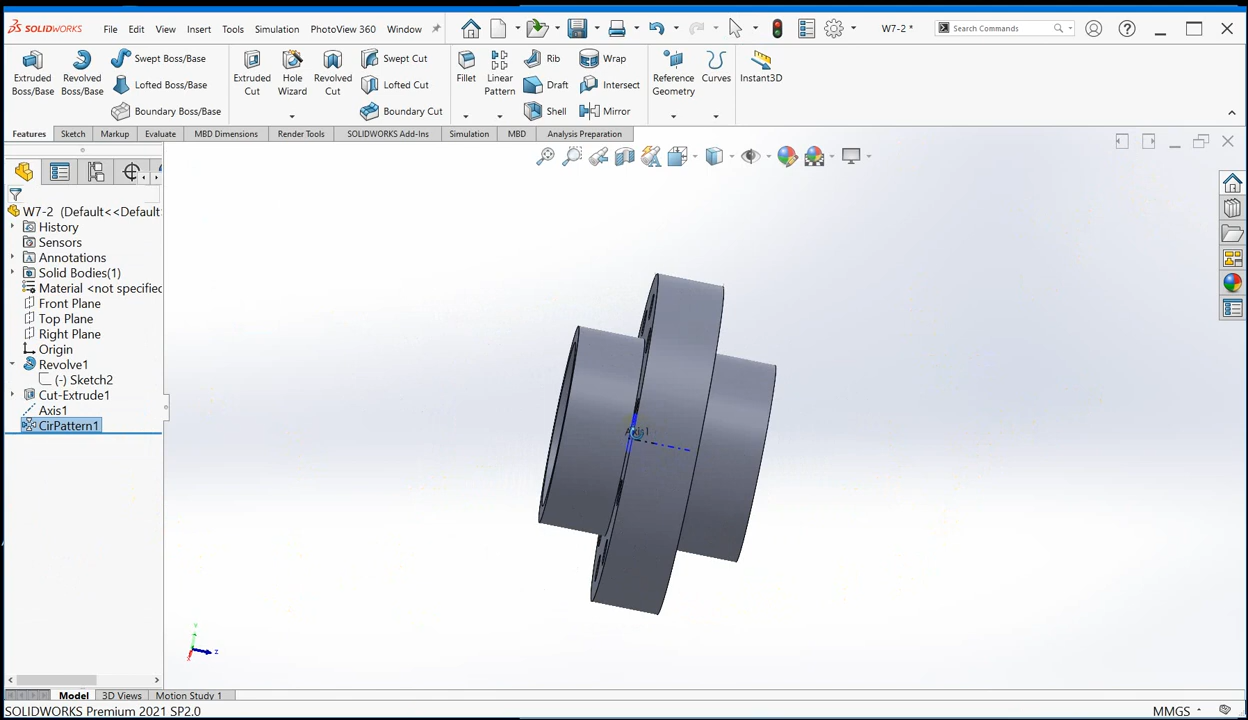 SOLIDWORKS File Edit View Insert Tools Simulation PhotoView 360 Window W7-2 * Search Commands
Extruded Boss/Base Revolved Boss/Base Swept Boss/Base Lofted Boss/Base Boundary Boss/Base
Extruded Cut Hole Wizard Revolved Cut Swept Cut Lofted Cut Boundary Cut
Fillet Linear Pattern Rib Draft Shell Wrap Intersect Mirror
Reference Geometry Curves Instant3D
Features Sketch Markup Evaluate MBD Dimensions Render Tools SOLIDWORKS Add-Ins Simulation MBD Analysis Preparation
W7-2 (Default<<Default
History
Sensors
Annotations
Solid Bodies(1)
Material <not specified
Front Plane
Top Plane
Right Plane
Origin
Revolve1
(-) Sketch2
Cut-Extrude1
Axis1
CirPattern1
Axis1
Y
X
Z
Model 3D Views Motion Study 1
SOLIDWORKS Premium 2021 SP2.0 MMGS